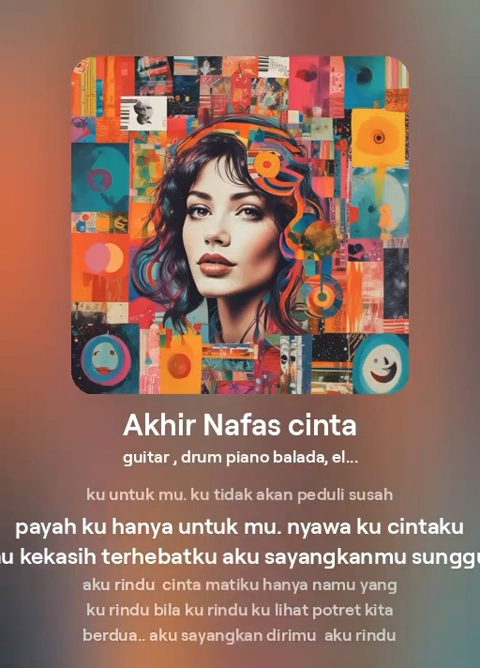 Akhir Nafas cinta
guitar , drum piano balada, el...
ku untuk mu. ku tidak akan peduli susah
payah ku hanya untuk mu. nyawa ku cintaku
u kekasih terhebatku aku sayangkanmu sunggu
aku rindu cinta matiku hanya namu yang
ku rindu bila ku rindu ku lihat potret kita
berdua.. aku sayangkan dirimu aku rindu